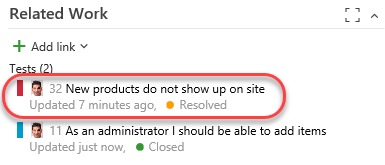 Related Work
Add link
Tests (2)
32 New products do not show up on site
Updated 7 minutes ago, Resolved
11 As an administrator I should be able to add items
Updated just now, Closed